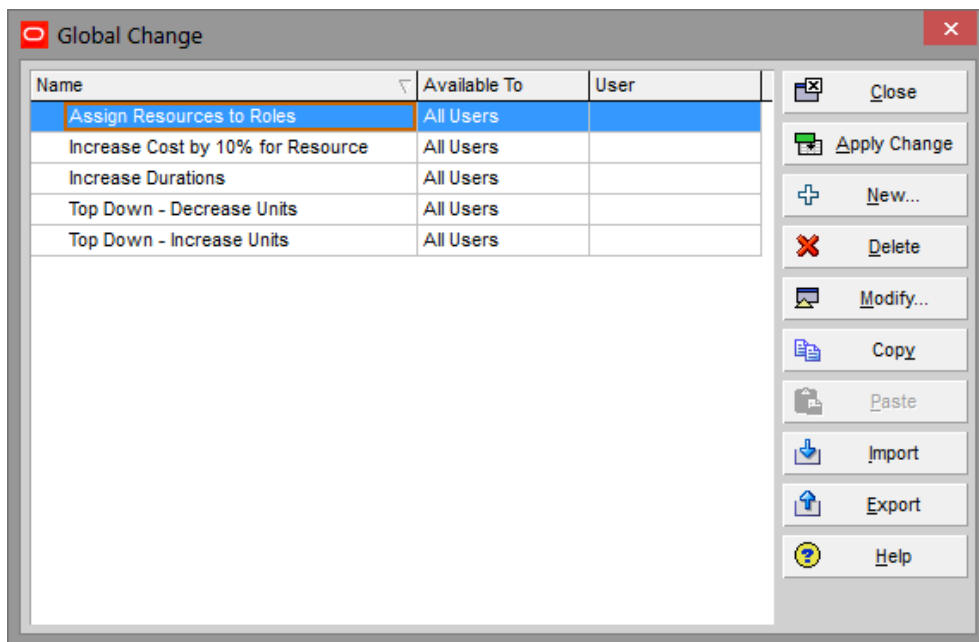 Global Change
Name Available To User
Assign Resources to Roles All Users
Increase Cost by 10% for Resource All Users
Increase Durations All Users
Top Down - Decrease Units All Users
Top Down - Increase Units All Users
Close
Apply Change
New...
Delete
Modify...
Copy
Paste
Import
Export
Help